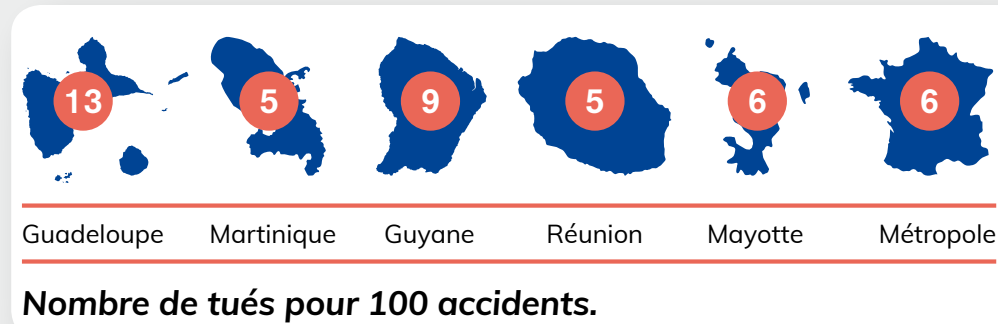 13 5 9 5 6 6
Guadeloupe Martinique Guyane Réunion Mayotte Métropole
Nombre de tués pour 100 accidents.